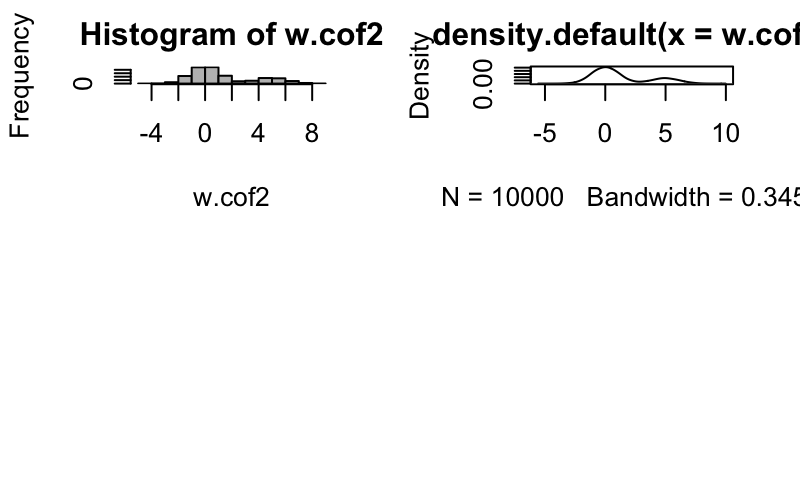 Histogram of w.cof2
Frequency
0
-4 0 4 8
w.cof2
density.default(x = w.cof
Density
0.00
-5 0 5 10
N = 10000 Bandwidth = 0.345